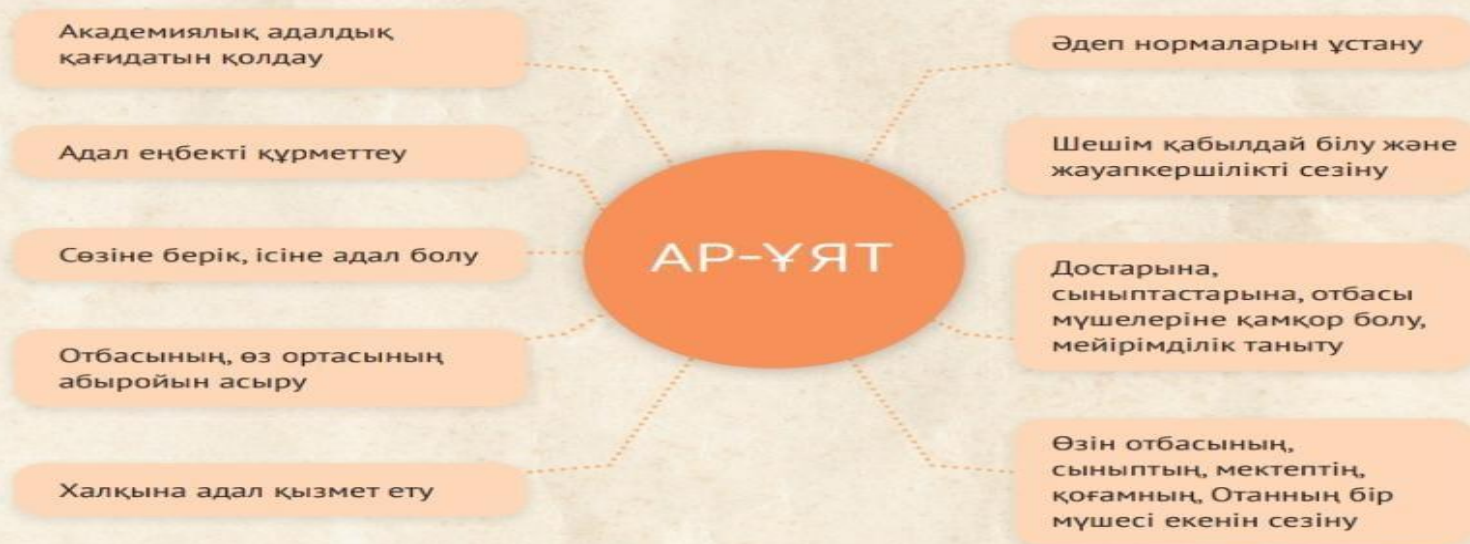 Академиялық адалдық
қағидатын қолдау
Адал еңбекті құрметтеу
Сөзіне берік, ісіне адал болу
Отбасының, өз ортасының
абыройын асыру
Халқына адал қызмет ету
АР-ҰЯТ
Әдеп нормаларын ұстану
Шешім қабылдай білу және
жауапкершілікті сезіну
Достарына,
сыныптастарына, отбасы
мүшелеріне қамқор болу,
мейірімділік таныту
Өзін отбасының,
сыныптың, мектептің,
қоғамның, Отанның бір
мүшесі екенін сезіну